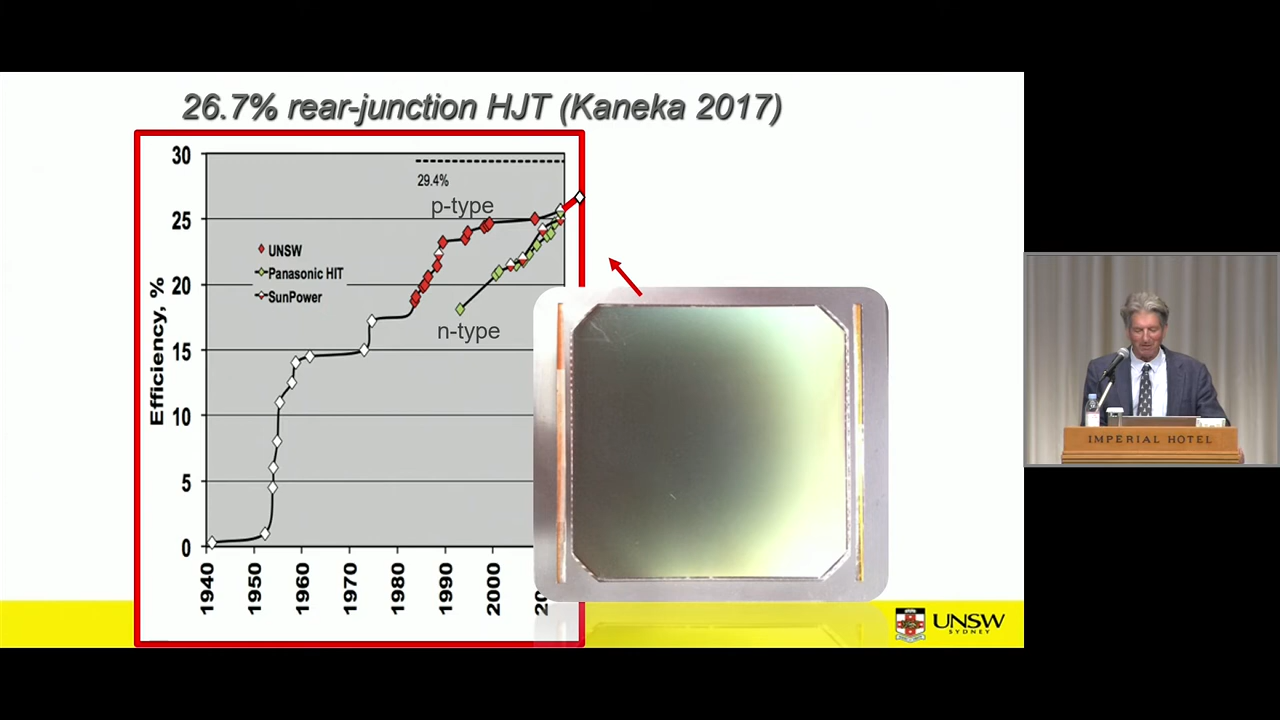 26.7% rear-junction HJT (Kaneka 2017)
30
29.4%
p-type
25
UNSW
Panasonic HIT
SunPower
20
n-type
15
Efficiency, %
10
5
0
1940
1950
1960
1970
1980
1990
2000
UNSW
SYDNEY
IMPERIAL HOTEL